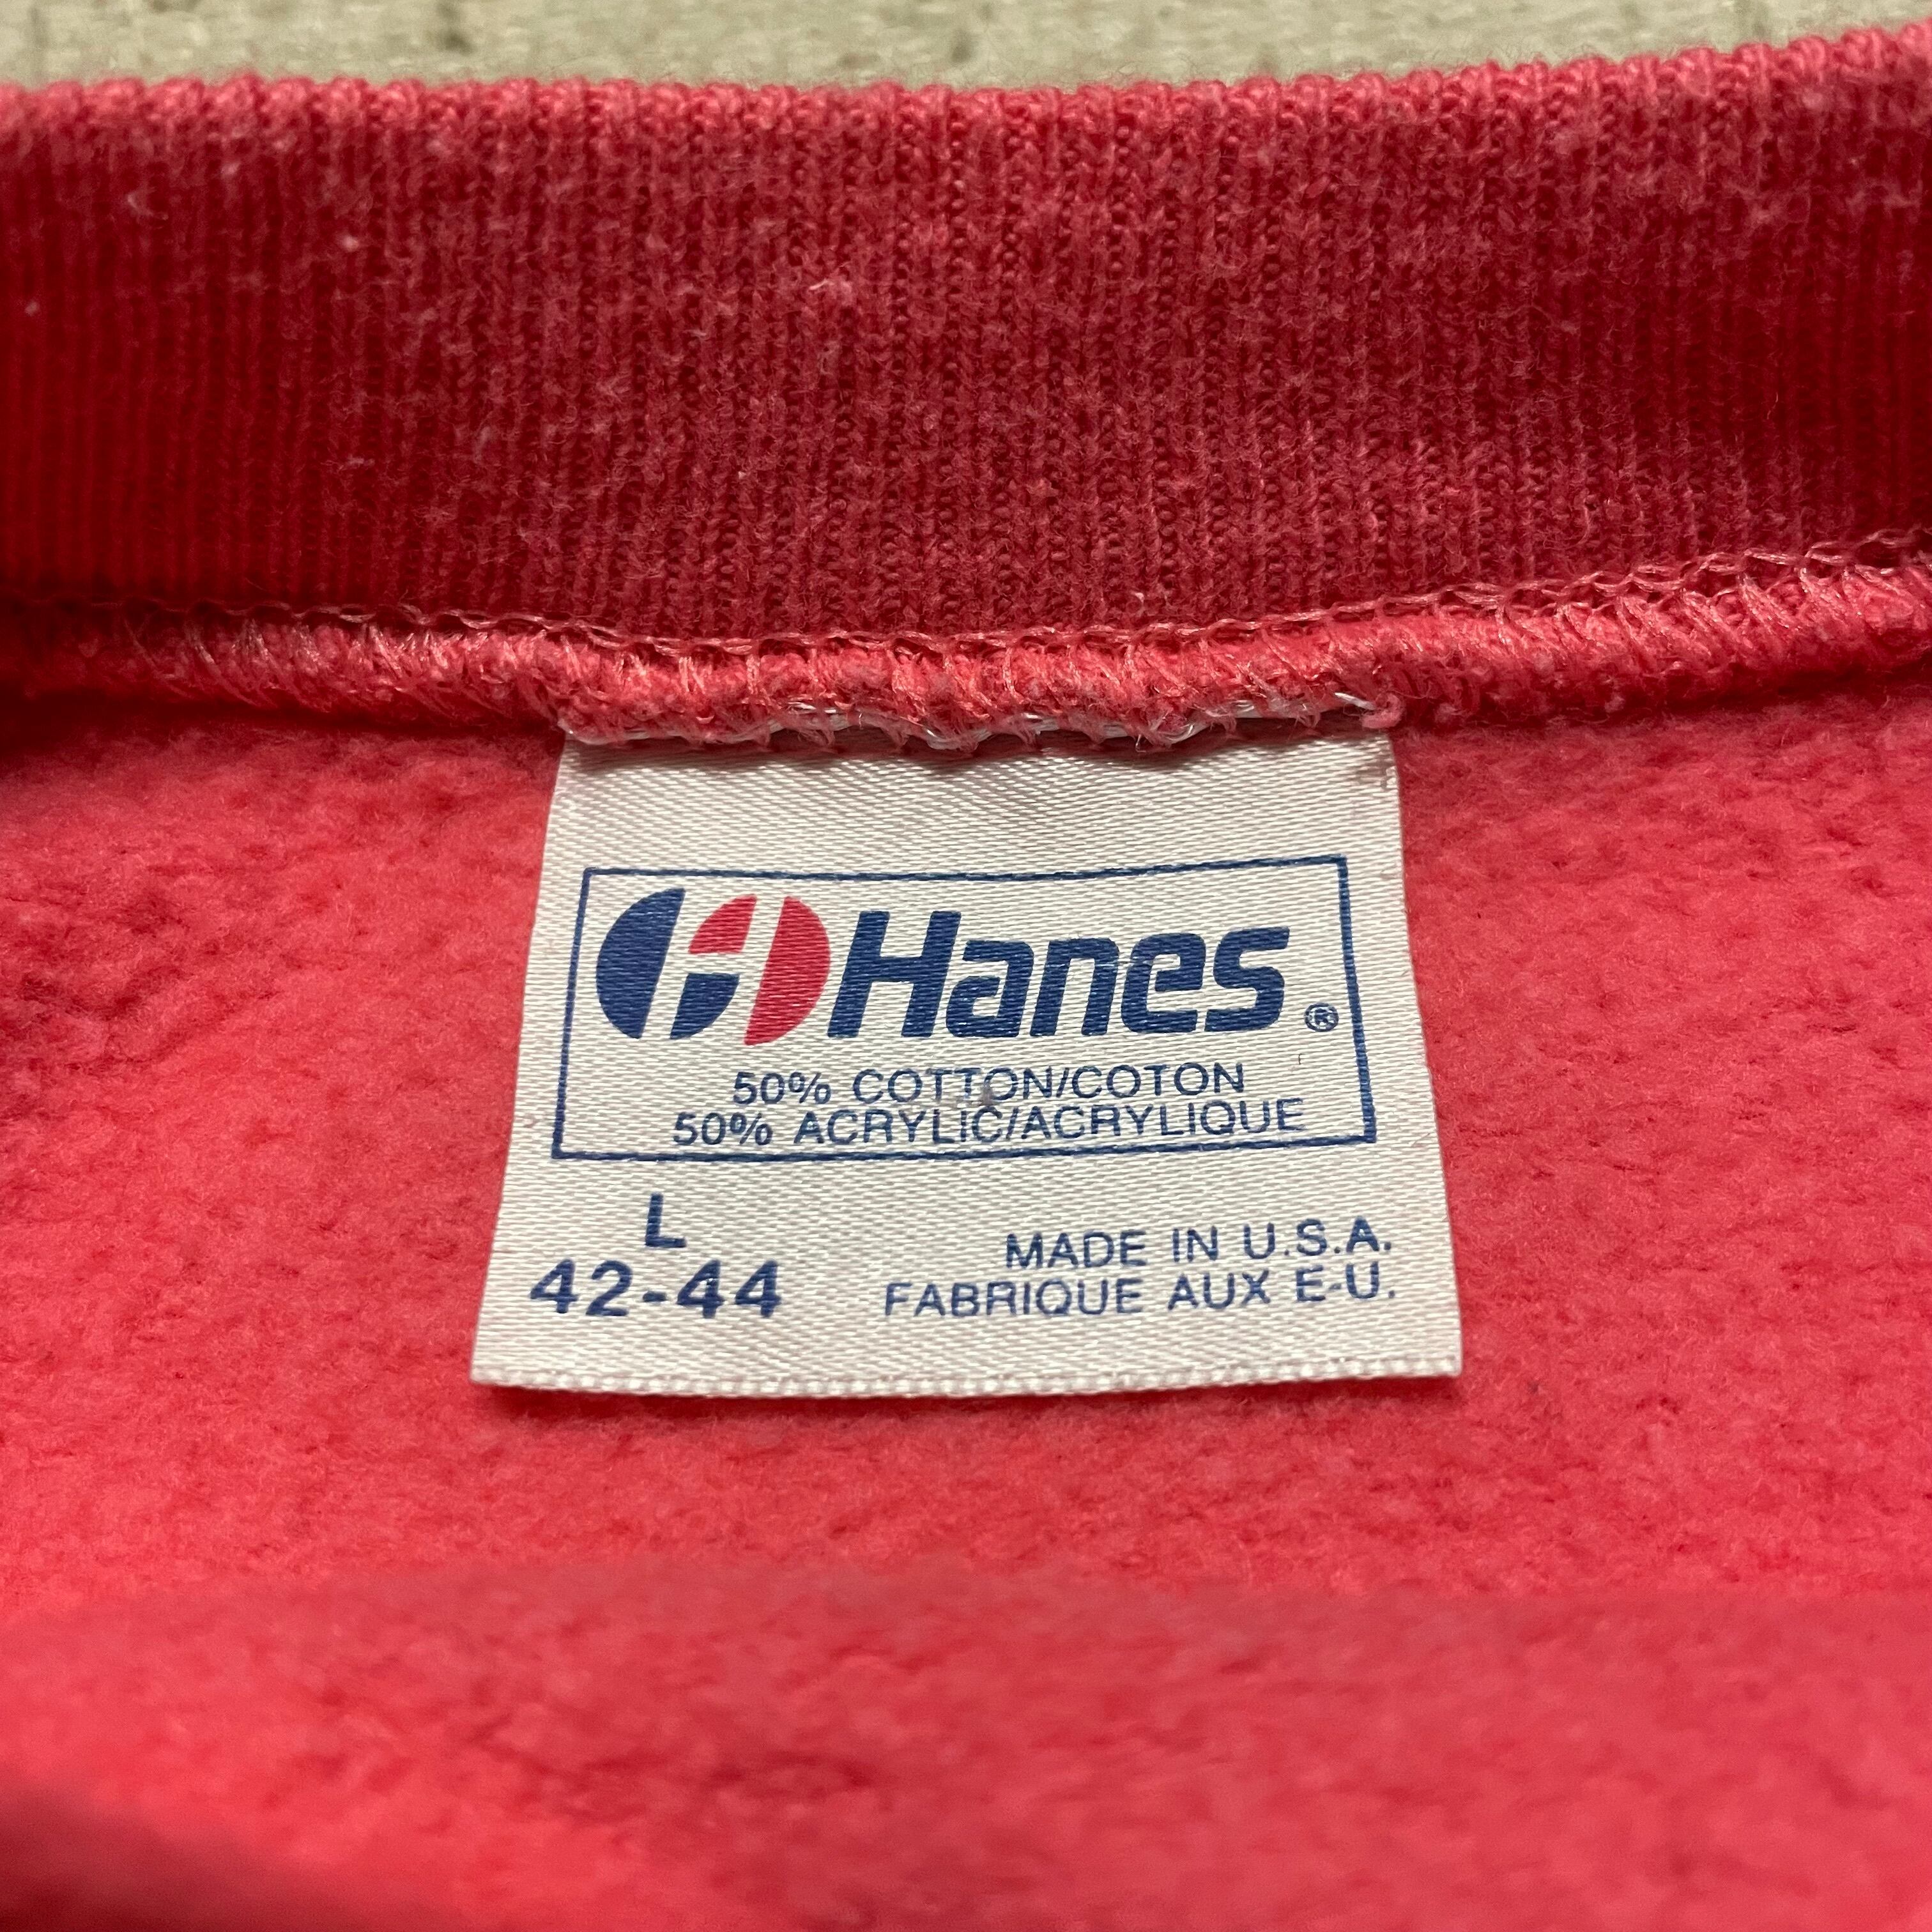 Hanes®
50% COTTON/COTON
50% ACRYLIC/ACRYLIQUE
L
42-44
MADE IN U.S.A.
FABRIQUE AUX E-U.